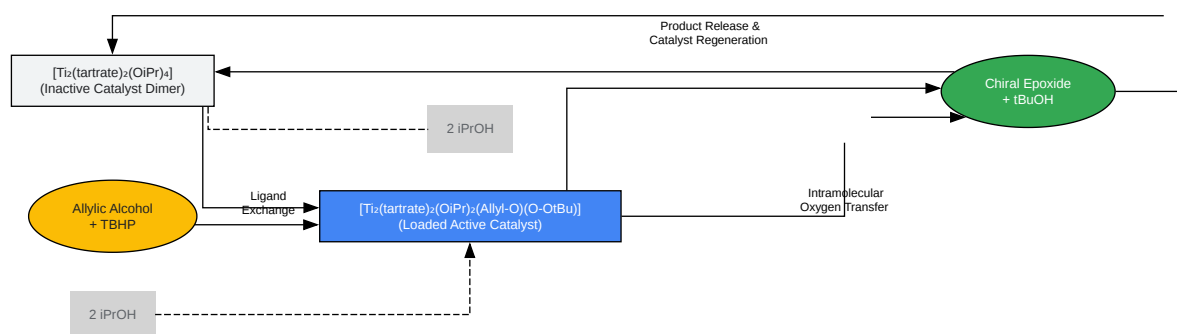 Product Release &
Catalyst Regeneration
[Ti₂(tartrate)₂(OiPr)₄]
(Inactive Catalyst Dimer)
Chiral Epoxide
+ tBuOH
2 iPrOH
Allylic Alcohol
+ TBHP
Ligand
Exchange
[Ti₂(tartrate)₂(OiPr)₂(Allyl-O)(O-OtBu)]
(Loaded Active Catalyst)
Intramolecular
Oxygen Transfer
2 iPrOH